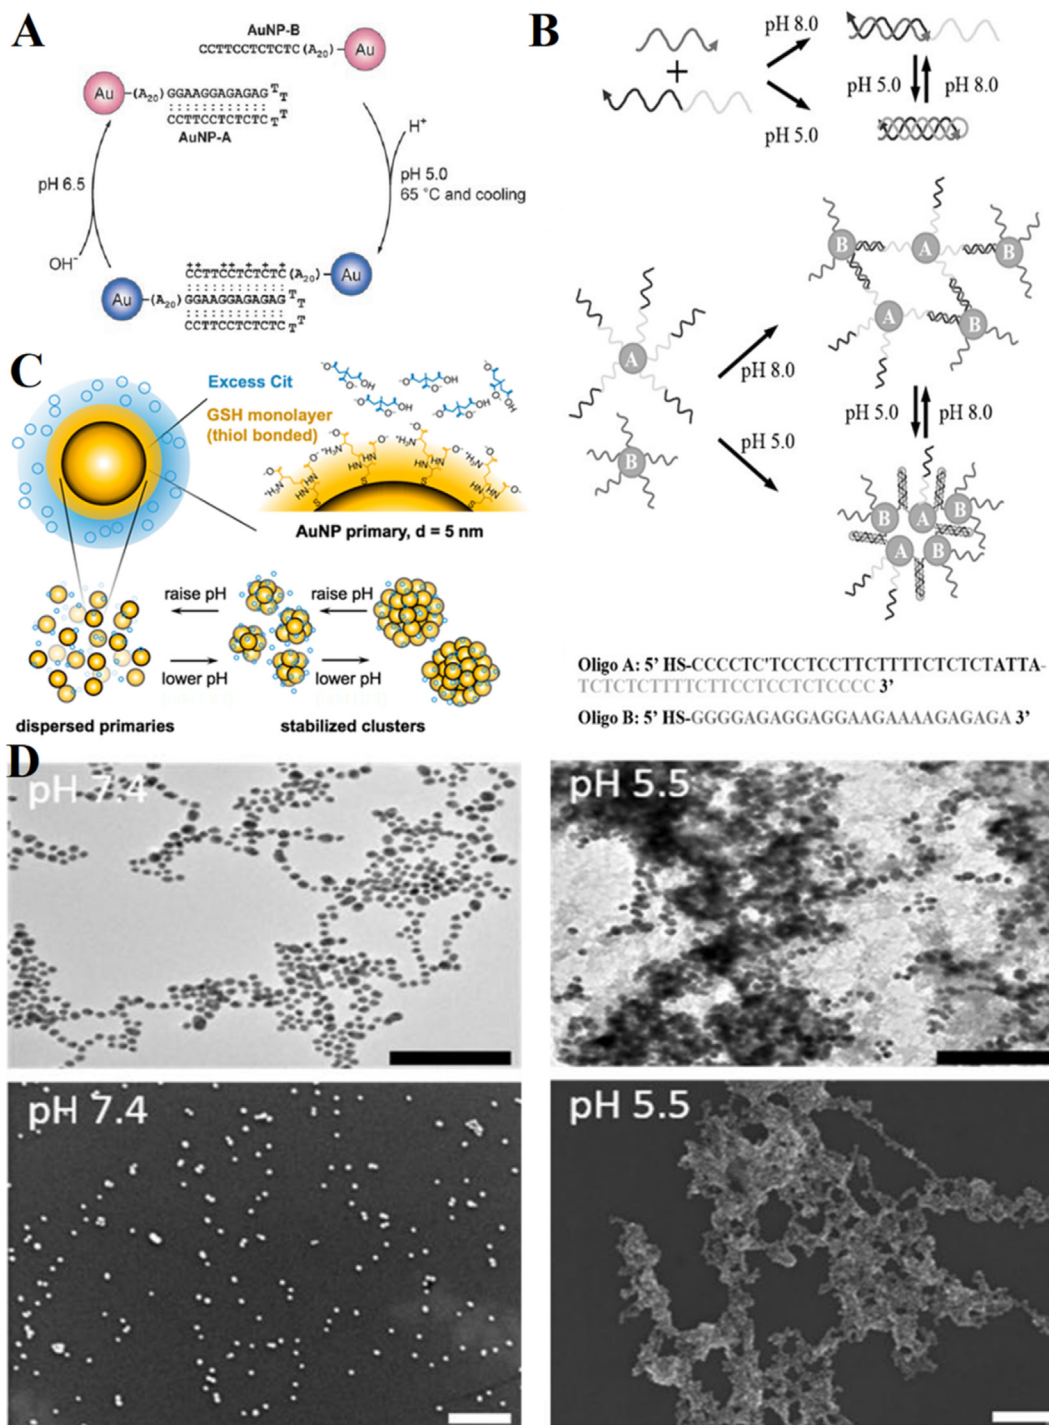 A
AuNP-B
CCTTCCTCTCTC(A20)-Au
Au-(A20)-GGAAGGAGAGAG T
T
T
CCTTCCTCTCTC T
AuNP-A
H+
pH 6.5
pH 5.0
65 °C and cooling
OH-
++ ++ + + +
CCTTCCTCTCTC(A20)-Au
Au-(A20)-GGAAGGAGAGAG T
T
T
CCTTCCTCTCTC T
B
pH 8.0
+
pH 5.0 pH 8.0
pH 5.0
B A B
A B
A
pH 8.0
B
pH 5.0
pH 5.0 pH 8.0
B A B
A B
Oligo A: 5' HS-CCCCTC'TCCTCCTTCTTTTCTCTCTATTA-
TCTCTCTTTTCTTCCTCCTCTCCCC 3'
Oligo B: 5' HS-GGGGAGAGGAGGAAGAAAAGAGAGA 3'
C
Excess Cit
GSH monolayer
(thiol bonded)
AuNP primary, d = 5 nm
raise pH raise pH
lower pH lower pH
dispersed primaries stabilized clusters
D
pH 7.4
pH 5.5
pH 7.4
pH 5.5